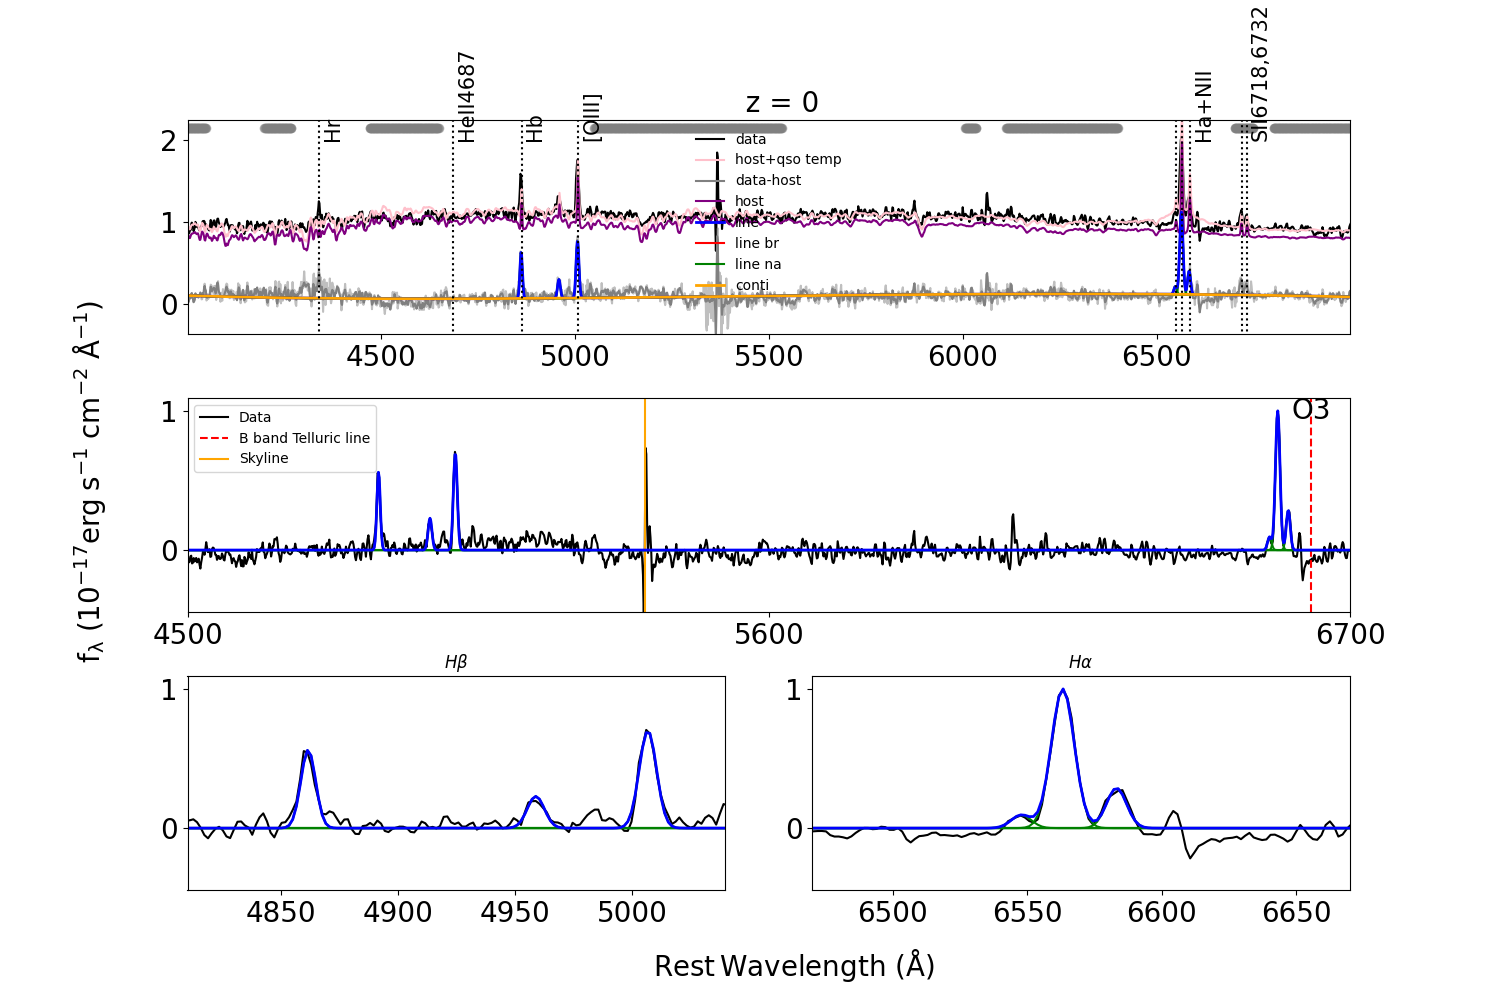 z = 0
Hr
HeII4687
Hb
[OIII]
Ha+NII
SII6718,6732
data
host+qso temp
data-host
host
line
line br
line na
conti
2
1
0
4500
5000
5500
6000
6500
fλ (10⁻¹⁷erg s⁻¹ cm⁻² Å⁻¹)
Data
B band Telluric line
Skyline
O3
1
0
4500
5600
6700
Hβ
1
0
4850
4900
4950
5000
Hα
1
0
6500
6550
6600
6650
Rest Wavelength (Å)